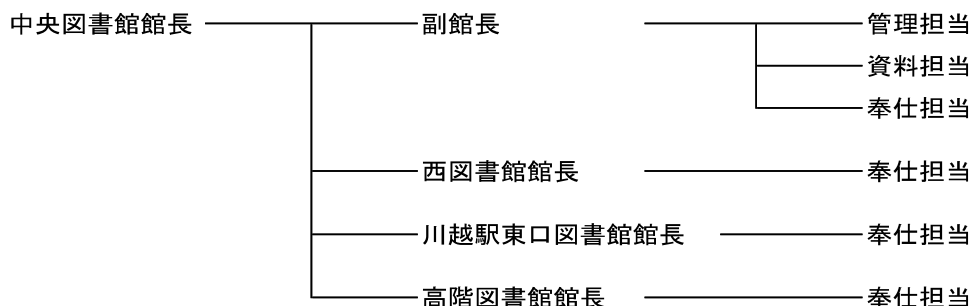 中央図書館館長 副館長 管理担当
資料担当
奉仕担当
西図書館館長 奉仕担当
川越駅東口図書館館長 奉仕担当
高階図書館館長 奉仕担当